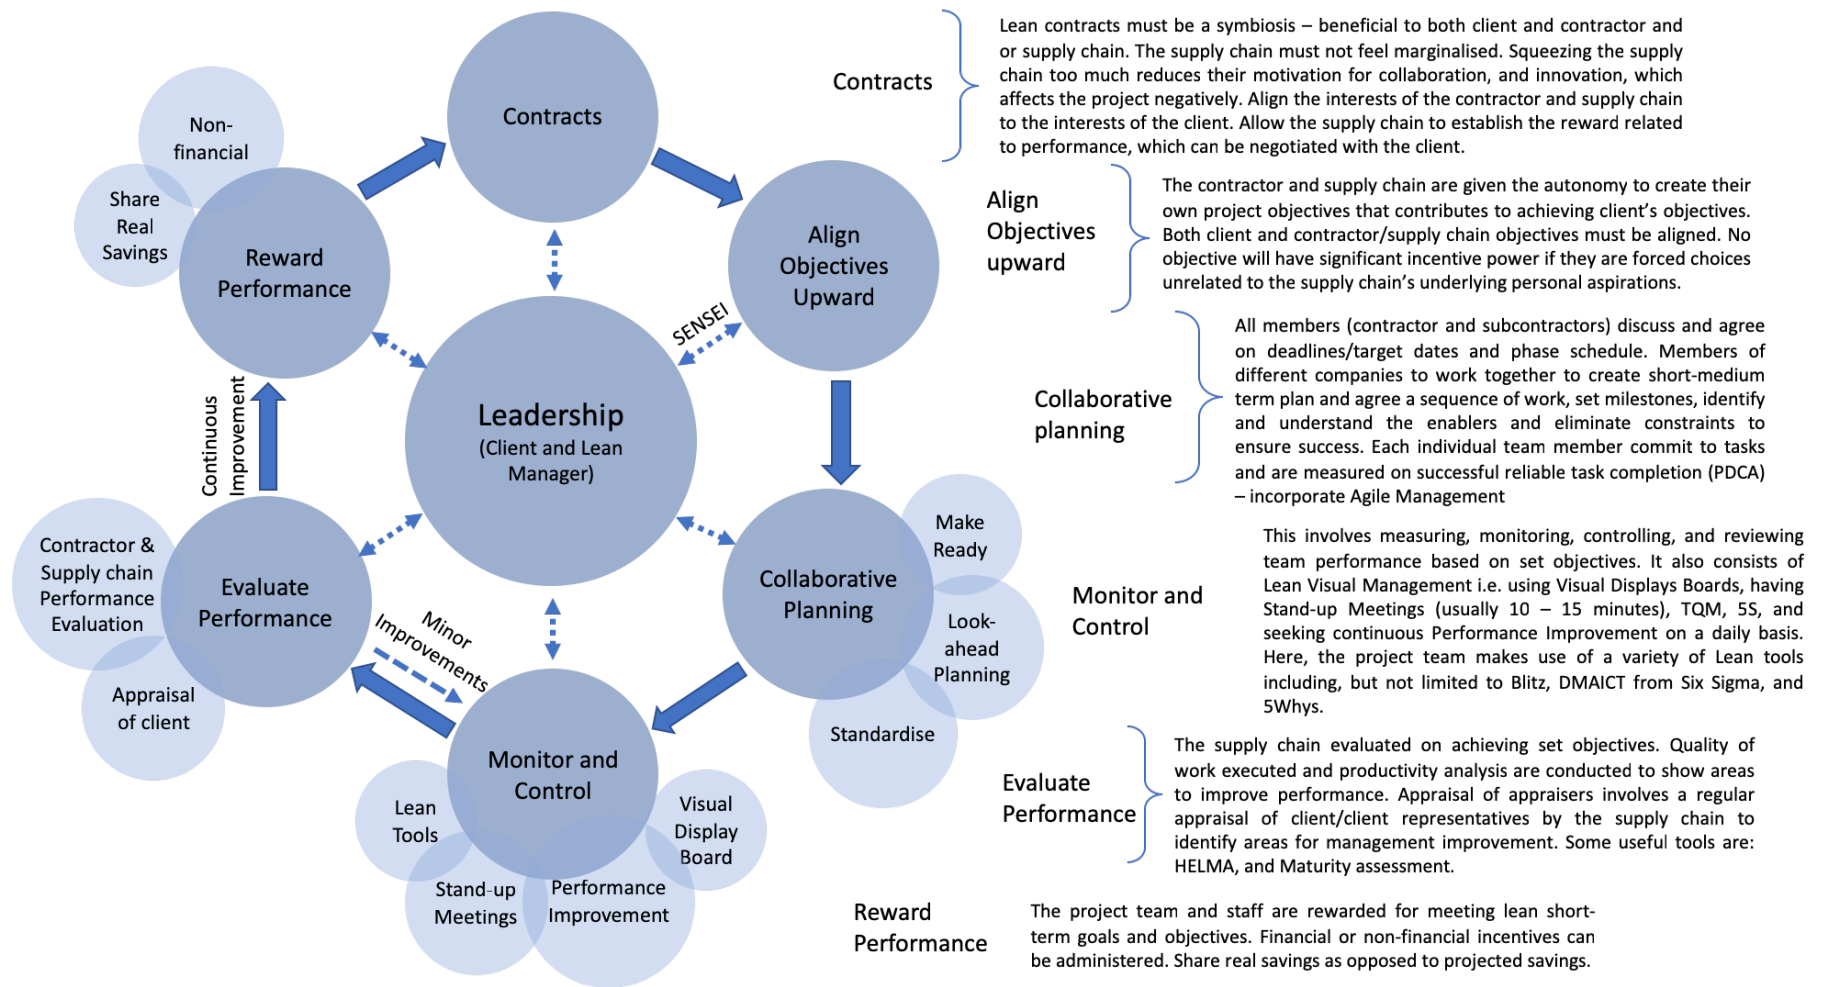 Contracts
Non-
financial
Share
Real
Savings
Reward
Performance
Align
Objectives
Upward
SENSEI
Leadership
(Client and Lean
Manager)
Continuous
Improvement
Contractor &
Supply chain
Performance
Evaluation
Evaluate
Performance
Appraisal
of client
Minor
Improvements
Collaborative
Planning
Make
Ready
Look-
ahead
Planning
Standardise
Monitor and
Control
Lean
Tools
Stand-up
Meetings
Performance
Improvement
Visual
Display
Board
Contracts
Lean contracts must be a symbiosis – beneficial to both client and contractor and
or supply chain. The supply chain must not feel marginalised. Squeezing the supply
chain too much reduces their motivation for collaboration, and innovation, which
affects the project negatively. Align the interests of the contractor and supply chain
to the interests of the client. Allow the supply chain to establish the reward related
to performance, which can be negotiated with the client.
Align
Objectives
upward
The contractor and supply chain are given the autonomy to create their
own project objectives that contributes to achieving client’s objectives.
Both client and contractor/supply chain objectives must be aligned. No
objective will have significant incentive power if they are forced choices
unrelated to the supply chain’s underlying personal aspirations.
Collaborative
planning
All members (contractor and subcontractors) discuss and agree
on deadlines/target dates and phase schedule. Members of
different companies to work together to create short-medium
term plan and agree a sequence of work, set milestones, identify
and understand the enablers and eliminate constraints to
ensure success. Each individual team member commit to tasks
and are measured on successful reliable task completion (PDCA)
– incorporate Agile Management
Monitor and
Control
This involves measuring, monitoring, controlling, and reviewing
team performance based on set objectives. It also consists of
Lean Visual Management i.e. using Visual Displays Boards, having
Stand-up Meetings (usually 10 – 15 minutes), TQM, 5S, and
seeking continuous Performance Improvement on a daily basis.
Here, the project team makes use of a variety of Lean tools
including, but not limited to Blitz, DMAICT from Six Sigma, and
5Whys.
Evaluate
Performance
The supply chain evaluated on achieving set objectives. Quality of
work executed and productivity analysis are conducted to show areas
to improve performance. Appraisal of appraisers involves a regular
appraisal of client/client representatives by the supply chain to
identify areas for management improvement. Some useful tools are:
HELMA, and Maturity assessment.
Reward
Performance
The project team and staff are rewarded for meeting lean short-
term goals and objectives. Financial or non-financial incentives can
be administered. Share real savings as opposed to projected savings.